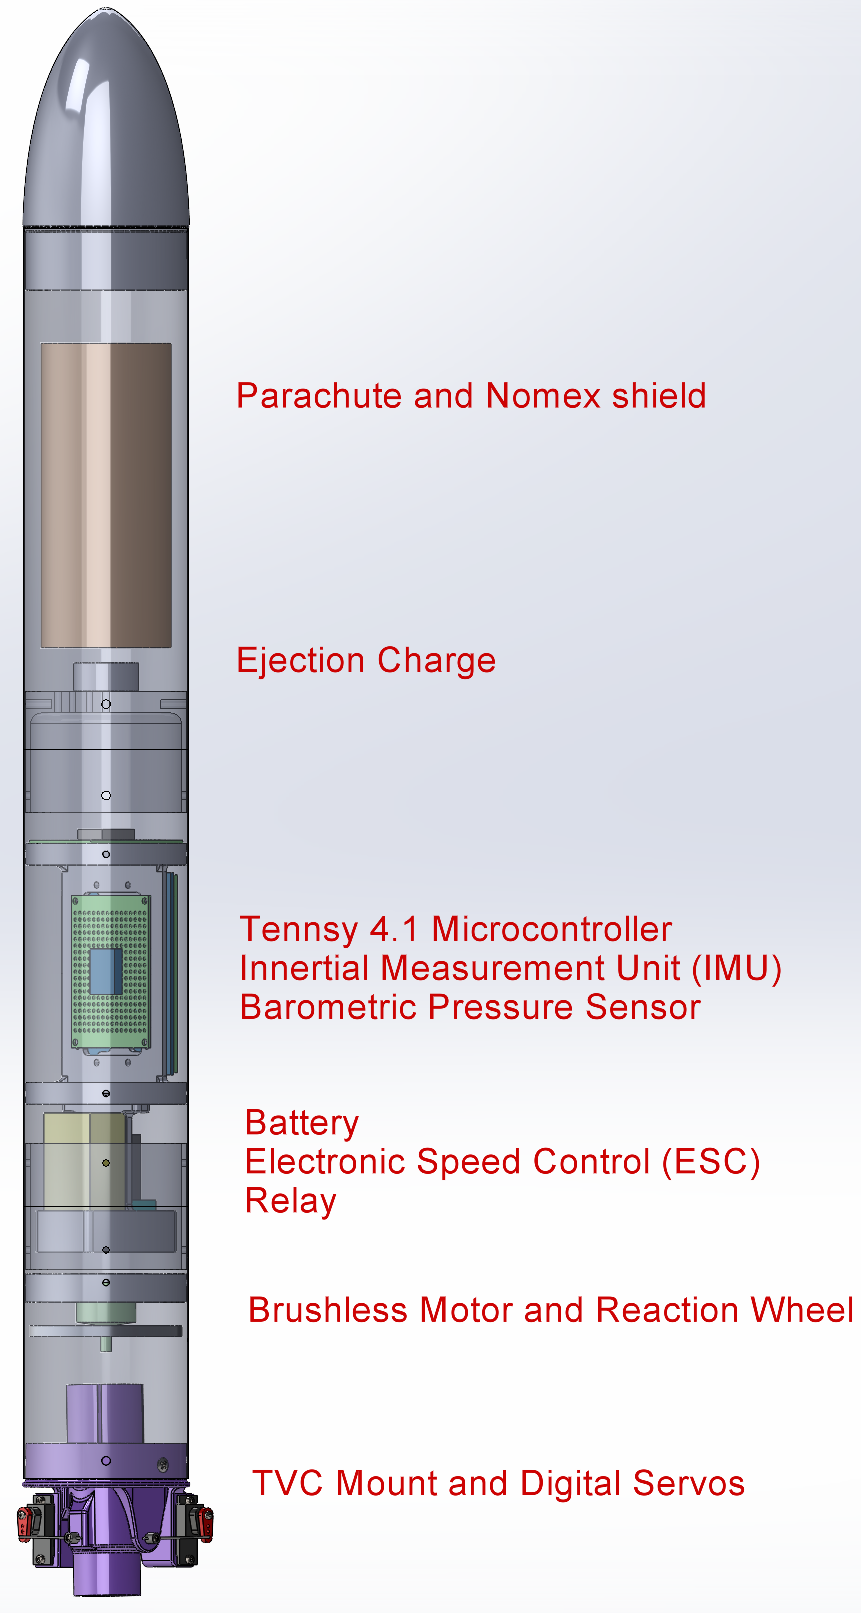 Parachute and Nomex shield
Ejection Charge
Tennsy 4.1 Microcontroller
Innertial Measurement Unit (IMU)
Barometric Pressure Sensor
Battery
Electronic Speed Control (ESC)
Relay
Brushless Motor and Reaction Wheel
TVC Mount and Digital Servos